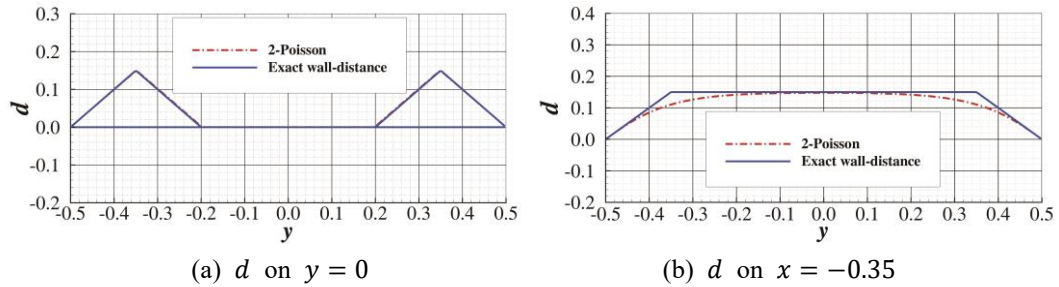 0.3
0.2
0.1
0.0
-0.1
-0.2
d
2-Poisson
Exact wall-distance
-0.5 -0.4 -0.3 -0.2 -0.1 0.0 0.1 0.2 0.3 0.4 0.5
y
(a) d on y = 0
0.4
0.3
0.2
0.1
0.0
-0.1
-0.2
d
2-Poisson
Exact wall-distance
-0.5 -0.4 -0.3 -0.2 -0.1 0.0 0.1 0.2 0.3 0.4 0.5
y
(b) d on x = −0.35